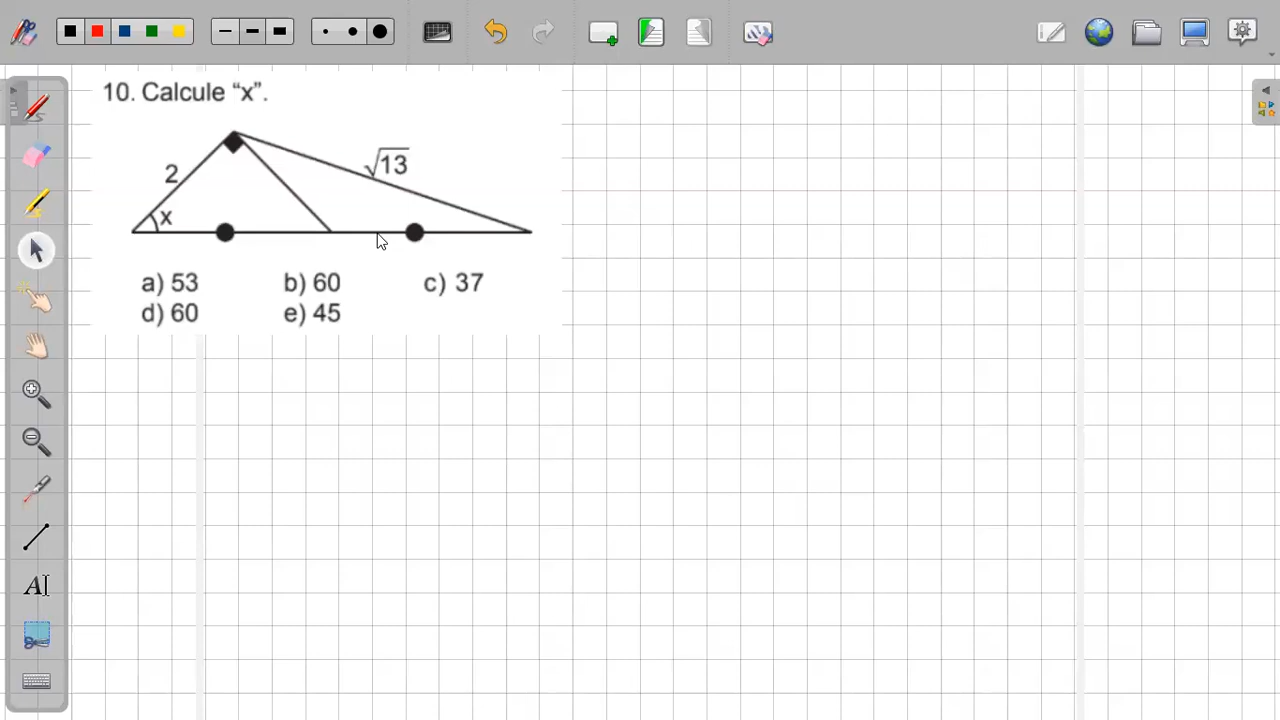 10. Calcule “x”.
2
√13
x
a) 53 b) 60 c) 37
d) 60 e) 45
A